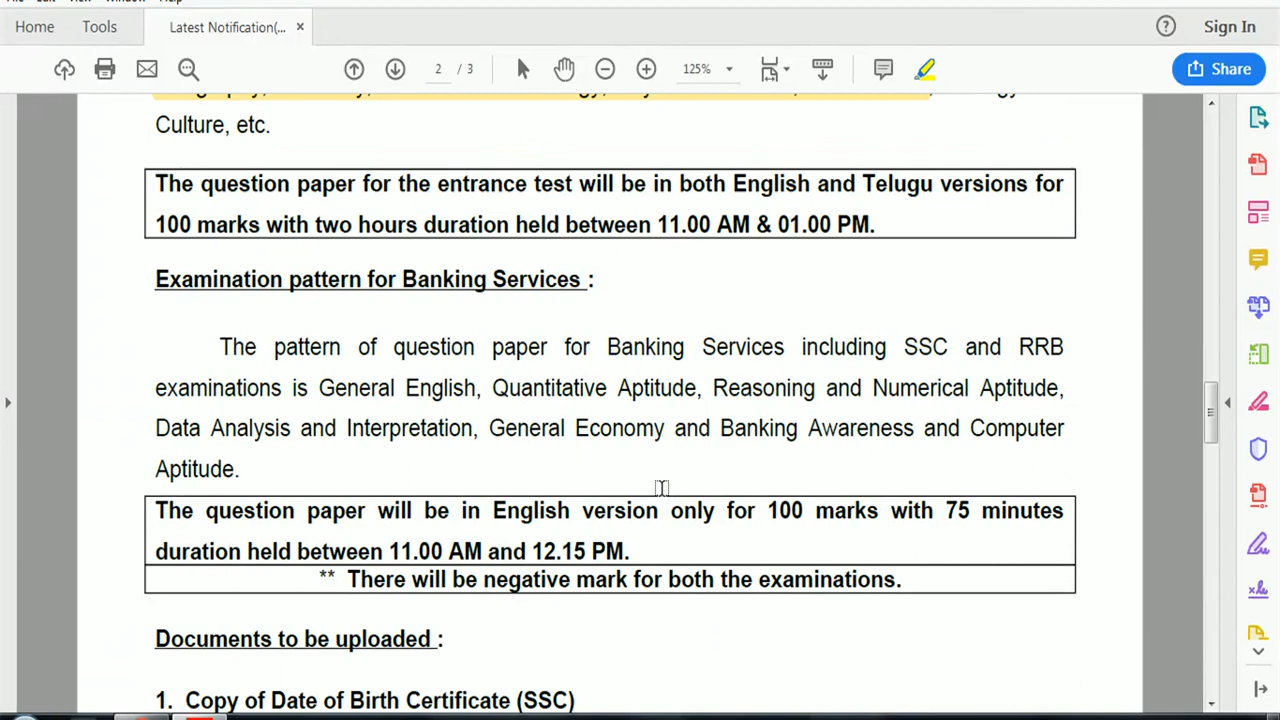 Home Tools Latest Notification(... ×
Sign In
2 / 3 125% Share
Culture, etc.
The question paper for the entrance test will be in both English and Telugu versions for
100 marks with two hours duration held between 11.00 AM & 01.00 PM.
Examination pattern for Banking Services :
The pattern of question paper for Banking Services including SSC and RRB
examinations is General English, Quantitative Aptitude, Reasoning and Numerical Aptitude,
Data Analysis and Interpretation, General Economy and Banking Awareness and Computer
Aptitude.
The question paper will be in English version only for 100 marks with 75 minutes
duration held between 11.00 AM and 12.15 PM.
** There will be negative mark for both the examinations.
Documents to be uploaded :
1. Copy of Date of Birth Certificate (SSC)